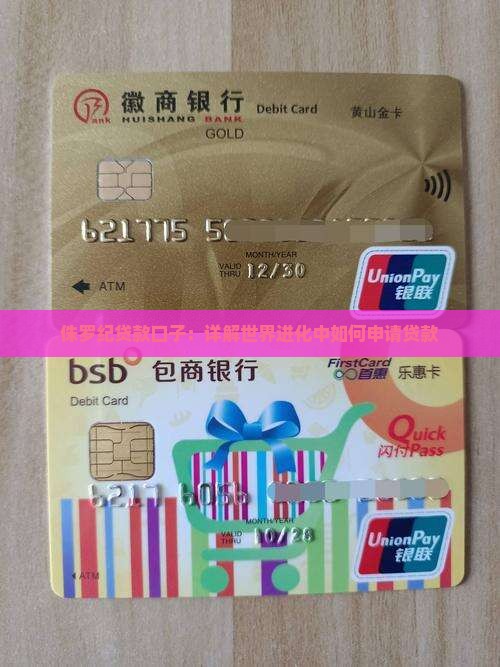 徽商银行
HUISHANG BANK
Debit Card
黄山金卡
GOLD
621775 5
MONTH/YEAR
VALID
THRU
12/30
ATM
UnionPay
银联
侏罗纪贷款口子：详解世界进化中如何申请贷款
bsb 包商银行
FirstCard
首惠 乐惠卡
Debit Card
Quick
闪付Pass
6217 6056
MONTH/YEAR
VALID
THRU
10/28
ATM
UnionPay
银联